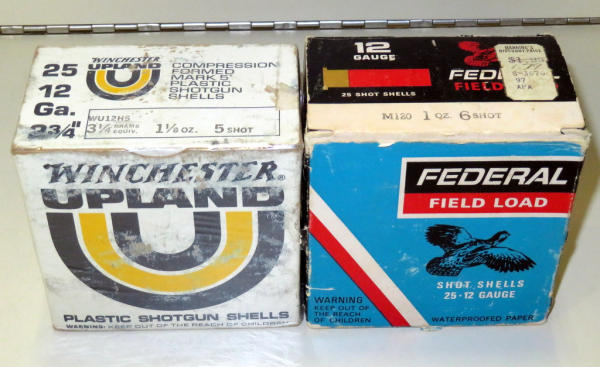 25
12
Ga.
2¾"
WINCHESTER
UPLAND
COMPRESSION
FORMED
MARK 5®
PLASTIC
SHOTGUN
SHELLS
WU12H5
3¼ DRAMS EQUIV. 1⅛ OZ. 5 SHOT
WINCHESTER®
UPLAND
PLASTIC SHOTGUN SHELLS
WARNING: KEEP OUT OF THE REACH OF CHILDREN
12
GAUGE
25 SHOT SHELLS
FEDERAL
FIELD
97
M120 1 OZ. 6 SHOT
FEDERAL
FIELD LOAD
SHOT SHELLS
25 · 12 GAUGE
WARNING
KEEP OUT OF
THE REACH
OF CHILDREN
WATERPROOFED PAPER